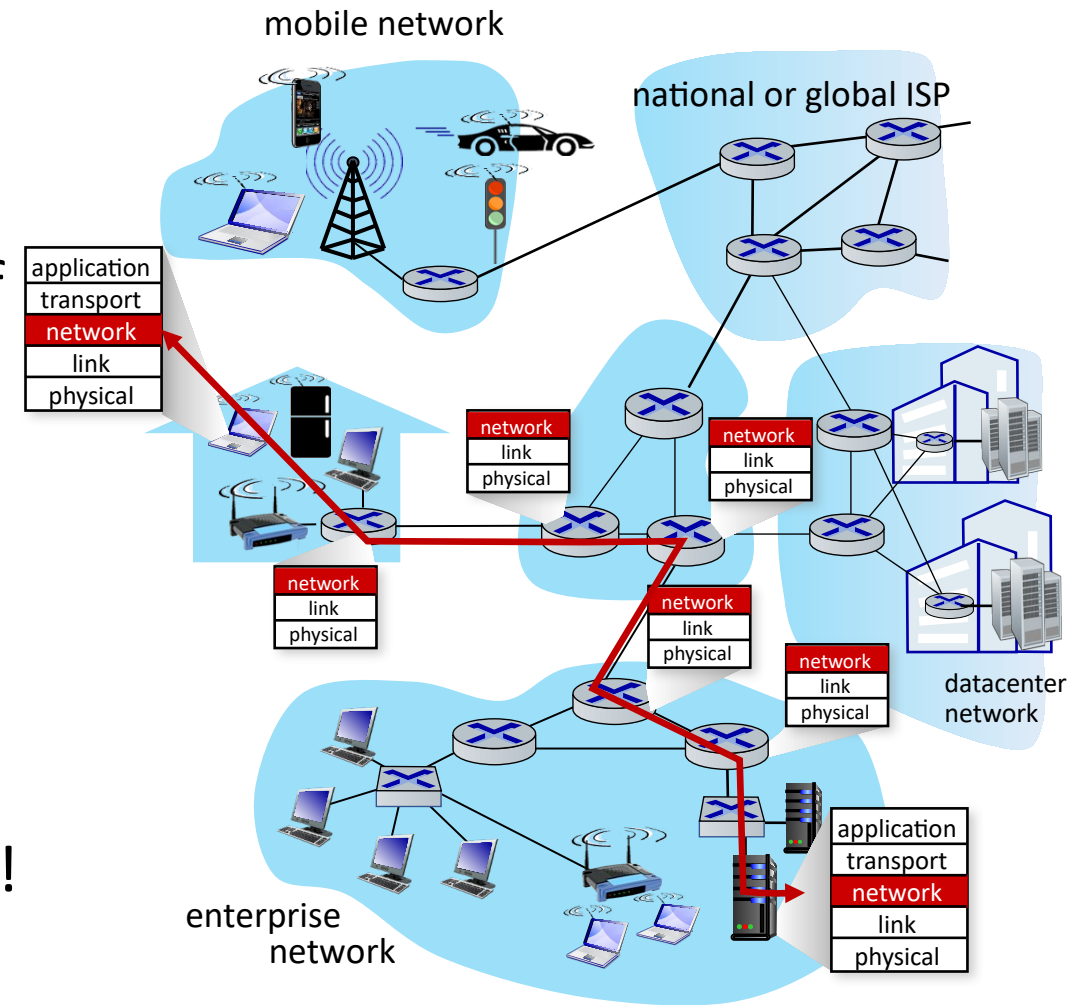 mobile network
national or global ISP
application
transport
network
link
physical
network
link
physical
network
link
physical
network
link
physical
network
link
physical
network
link
physical
datacenter
network
application
transport
network
link
physical
!
enterprise
network